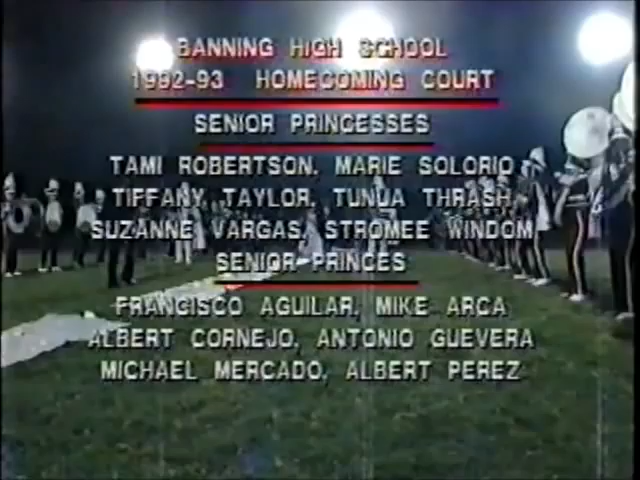 BANNING HIGH SCHOOL
1992-93 HOMECOMING COURT
SENIOR PRINCESSES
TAMI ROBERTSON, MARIE SOLORIO
TIFFANY TAYLOR, TUNUA THRASH
SUZANNE VARGAS, STROMEE WINDOM
SENIOR PRINCES
FRANCISCO AGUILAR, MIKE ARCA
ALBERT CORNEJO, ANTONIO GUEVERA
MICHAEL MERCADO, ALBERT PEREZ